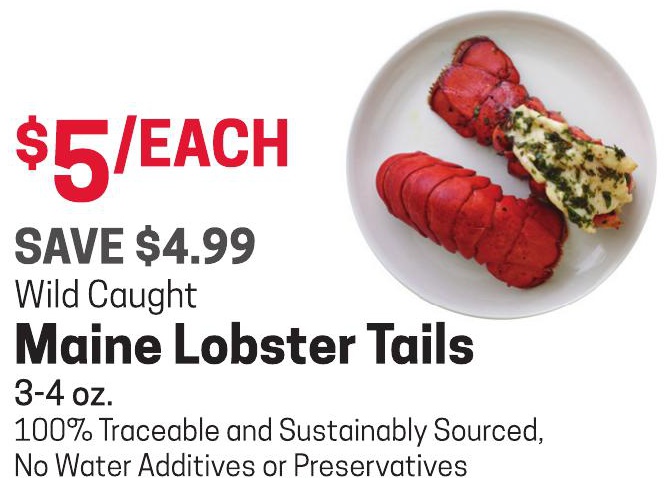 $5/EACH
SAVE $4.99
Wild Caught
Maine Lobster Tails
3-4 oz.
100% Traceable and Sustainably Sourced,
No Water Additives or Preservatives